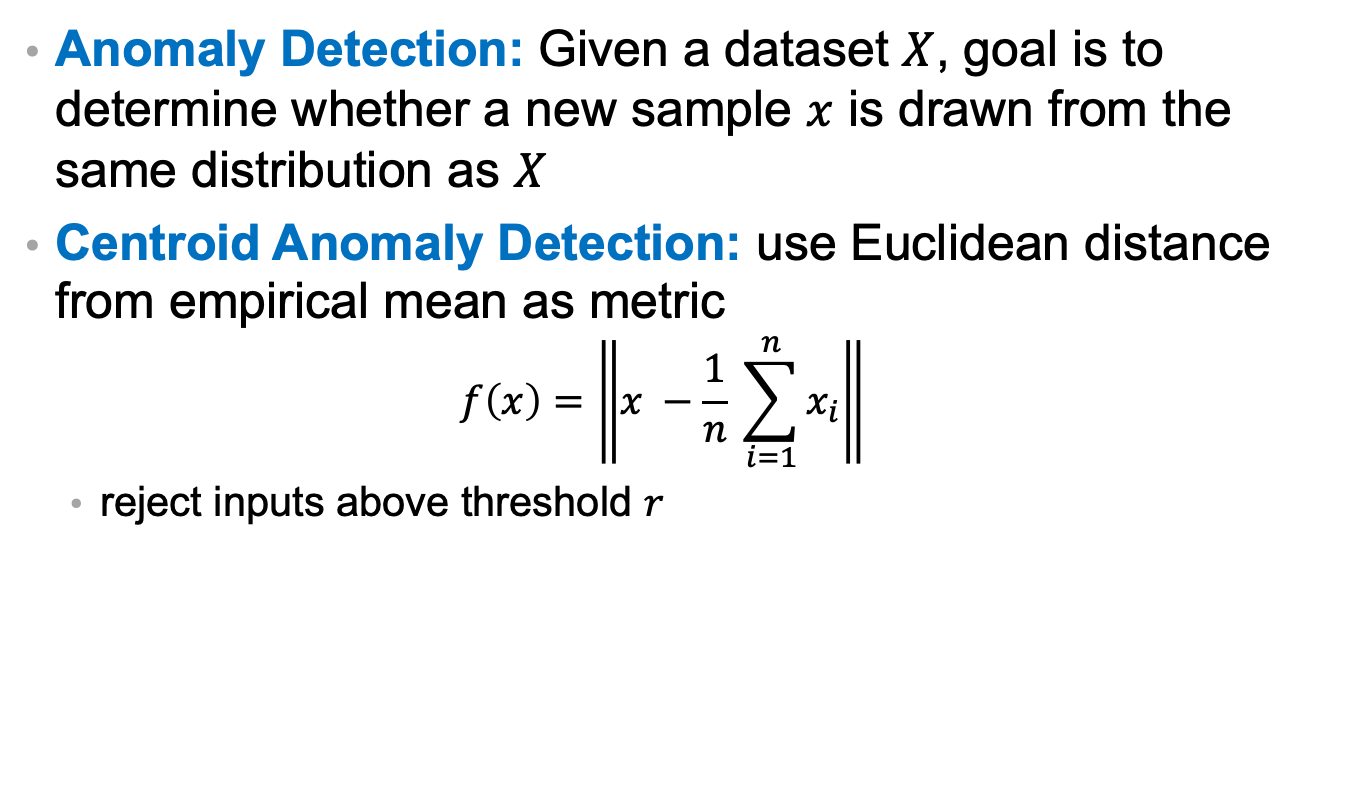 • Anomaly Detection: Given a dataset X, goal is to
determine whether a new sample x is drawn from the
same distribution as X
• Centroid Anomaly Detection: use Euclidean distance
from empirical mean as metric
f(x) = ‖x − 1/n ∑_{i=1}^{n} x_i‖
• reject inputs above threshold r